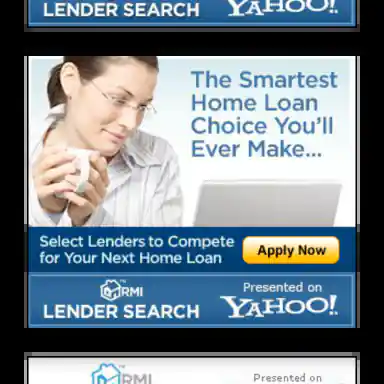 LENDER SEARCH
YAHOO!
The Smartest
Home Loan
Choice You'll
Ever Make...
Select Lenders to Compete
for Your Next Home Loan
Apply Now
RMI
LENDER SEARCH
Presented on
YAHOO!
RMI
Presented on